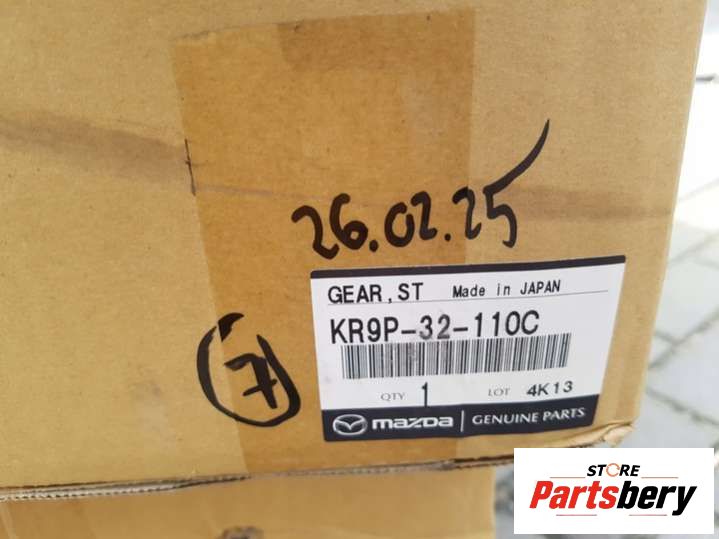 26.02.25
GEAR, ST Made in JAPAN
KR9P-32-110C
QTY 1 LOT 4K13
mazda GENUINE PARTS
7
STORE
Partsbery